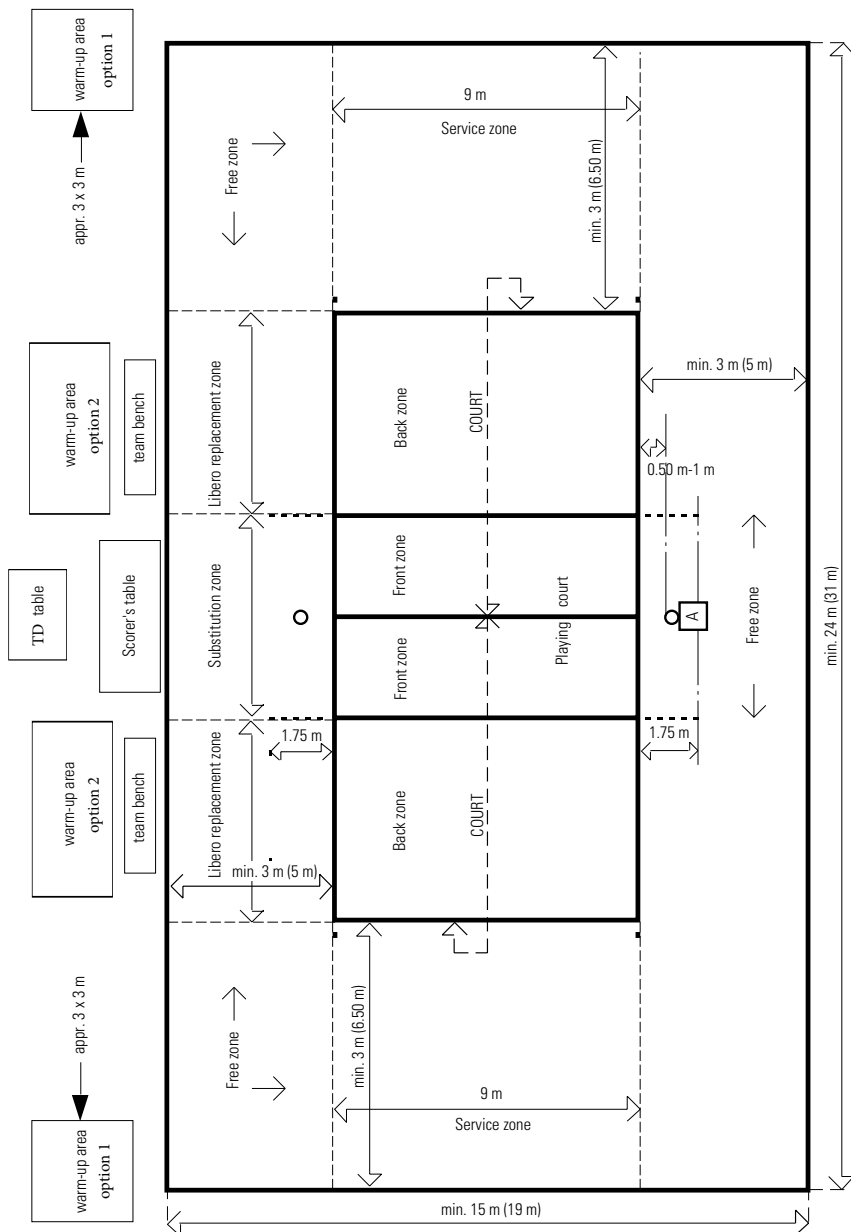 warm-up area
option 1
appr. 3 x 3 m
Free zone
9 m
Service zone
min. 3 m (6.50 m)
warm-up area
option 2
team bench
Libero replacement zone
Back zone
COURT
min. 3 m (5 m)
0.50 m-1 m
TD table
Scorer's table
Substitution zone
Front zone
Front zone
Playing court
A
Free zone
min. 24 m (31 m)
warm-up area
option 2
team bench
Libero replacement zone
1.75 m
Back zone
COURT
1.75 m
min. 3 m (5 m)
appr. 3 x 3 m
Free zone
min. 3 m (6.50 m)
9 m
Service zone
warm-up area
option 1
min. 15 m (19 m)